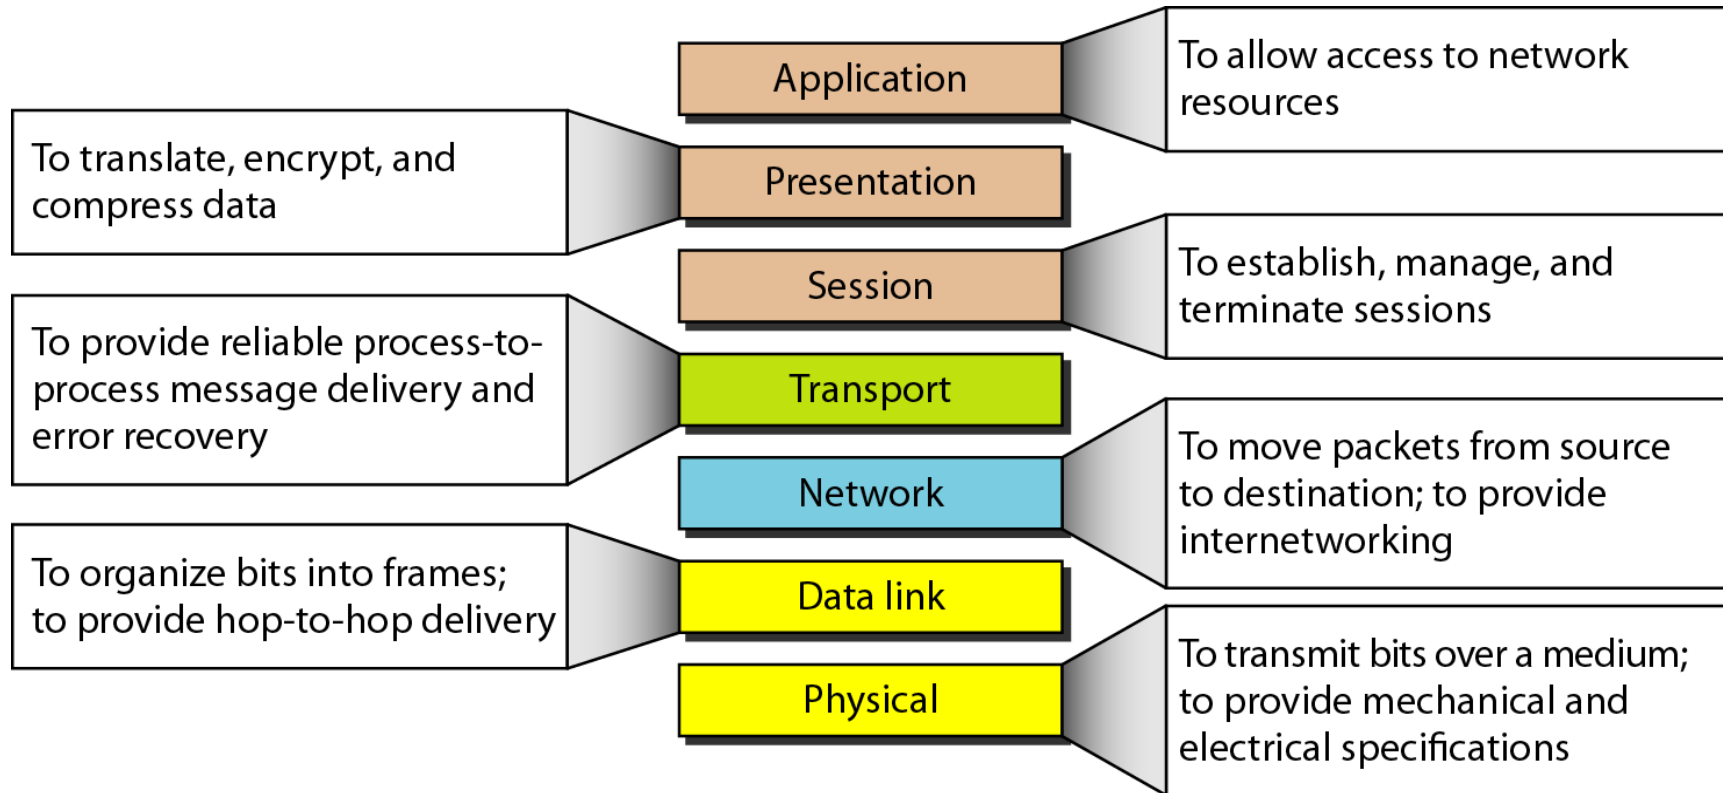 Application
To allow access to network
resources
To translate, encrypt, and
compress data
Presentation
Session
To establish, manage, and
terminate sessions
To provide reliable process-to-
process message delivery and
error recovery
Transport
Network
To move packets from source
to destination; to provide
internetworking
To organize bits into frames;
to provide hop-to-hop delivery
Data link
Physical
To transmit bits over a medium;
to provide mechanical and
electrical specifications